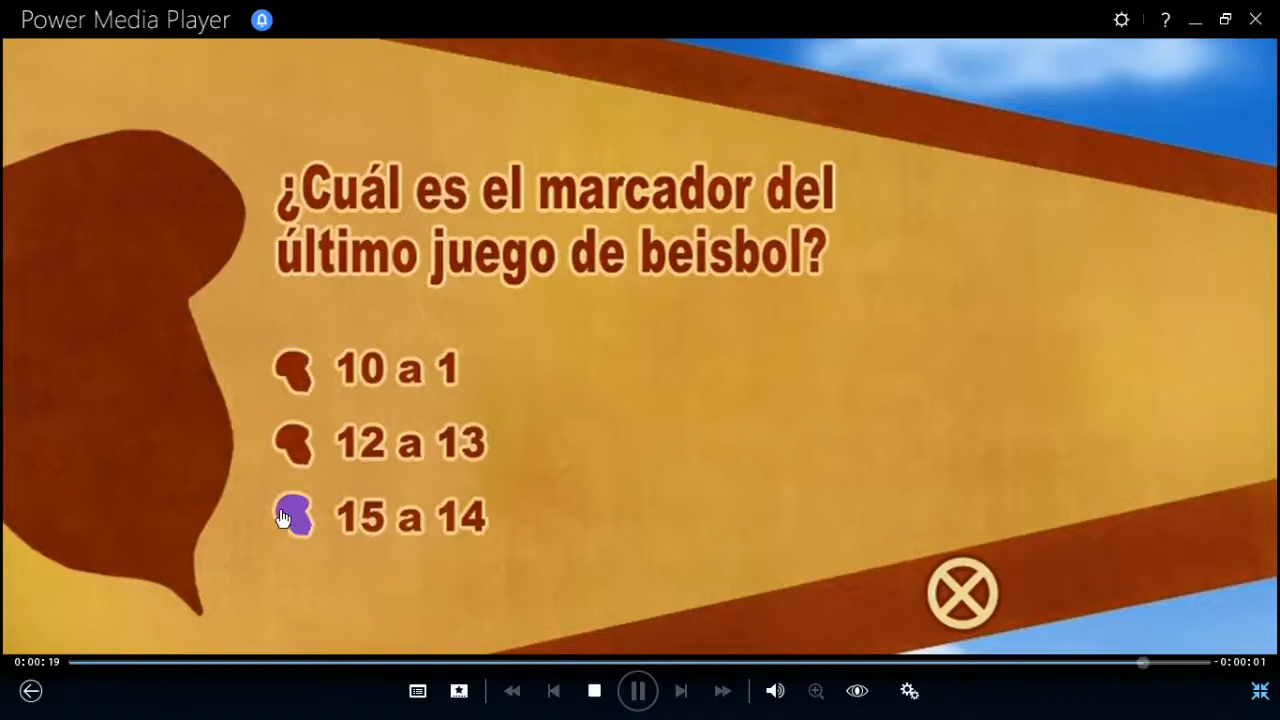 Power Media Player
¿Cuál es el marcador del
último juego de beisbol?
10 a 1
12 a 13
15 a 14
0:00:19
-0:00:01